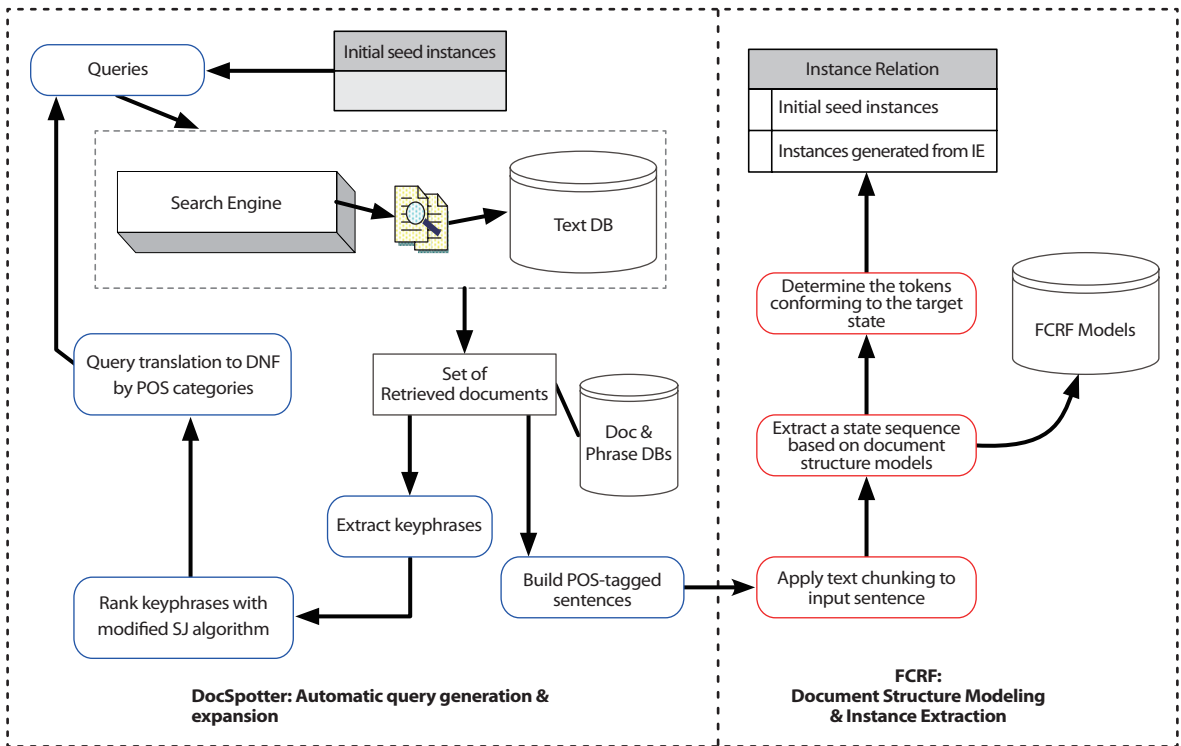 Queries
Initial seed instances
Search Engine
Text DB
Query translation to DNF
by POS categories
Set of
Retrieved documents
Doc &
Phrase DBs
Extract keyphrases
Rank keyphrases with
modified SJ algorithm
Build POS-tagged
sentences
DocSpotter: Automatic query generation &
expansion
Instance Relation
Initial seed instances
Instances generated from IE
Determine the tokens
conforming to the target
state
FCRF Models
Extract a state sequence
based on document
structure models
Apply text chunking to
input sentence
FCRF:
Document Structure Modeling
& Instance Extraction